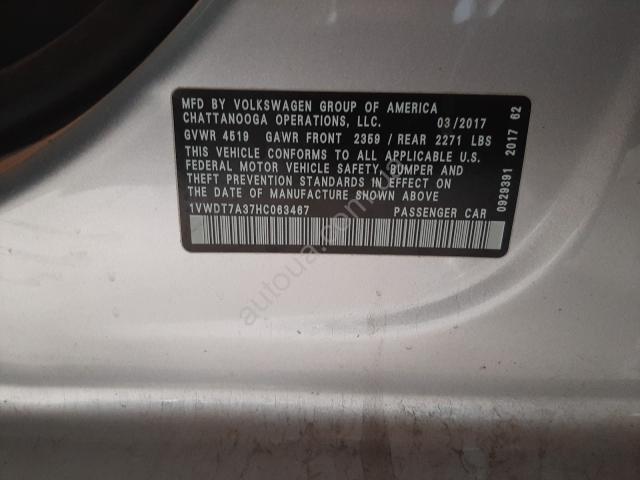 MFD BY VOLKSWAGEN GROUP OF AMERICA
CHATTANOOGA OPERATIONS, LLC. 03/2017
GVWR 4519 GAWR FRONT 2359 / REAR 2271 LBS
THIS VEHICLE CONFORMS TO ALL APPLICABLE U.S.
FEDERAL MOTOR VEHICLE SAFETY, BUMPER AND
THEFT PREVENTION STANDARDS IN EFFECT ON
THE DATE OF MANUFACTURE SHOWN ABOVE
1VWDT7A37HC063467 PASSENGER CAR
0929391 2017 62
autoua.com